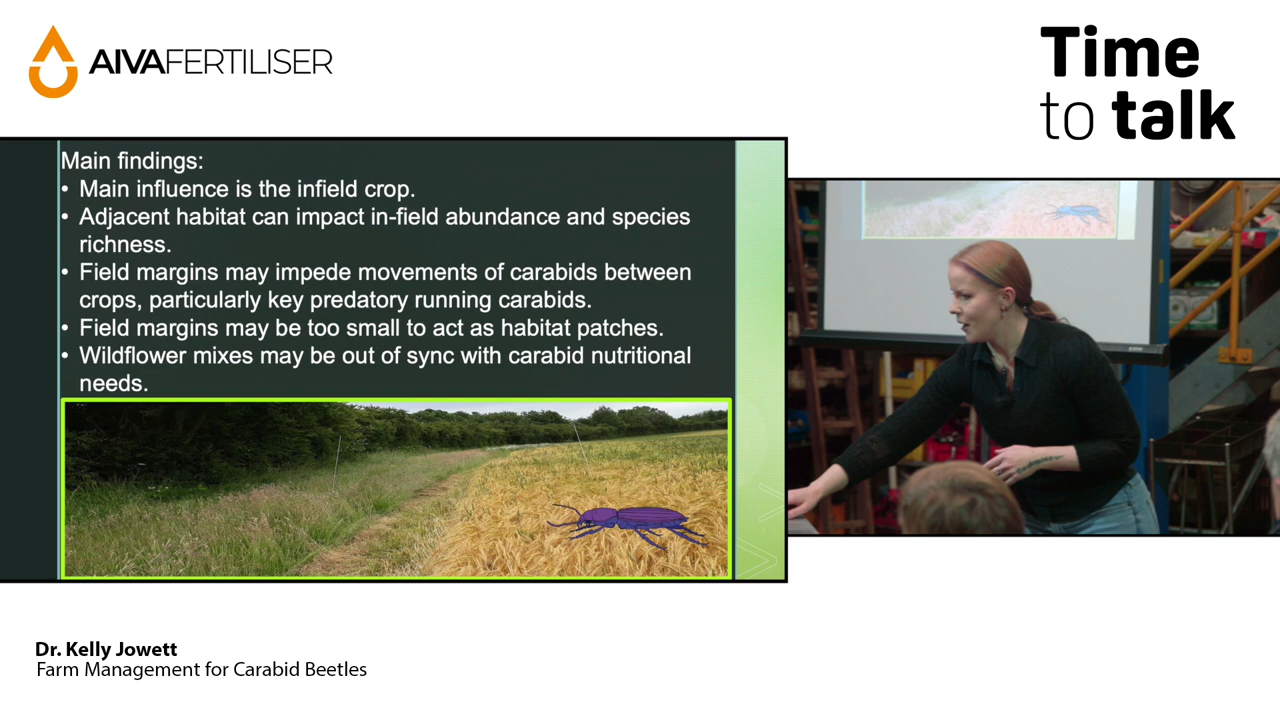 AIVAFERTILISER
Time
to talk
Main findings:
• Main influence is the infield crop.
• Adjacent habitat can impact in-field abundance and species
richness.
• Field margins may impede movements of carabids between
crops, particularly key predatory running carabids.
• Field margins may be too small to act as habitat patches.
• Wildflower mixes may be out of sync with carabid nutritional
needs.
Dr. Kelly Jowett
Farm Management for Carabid Beetles